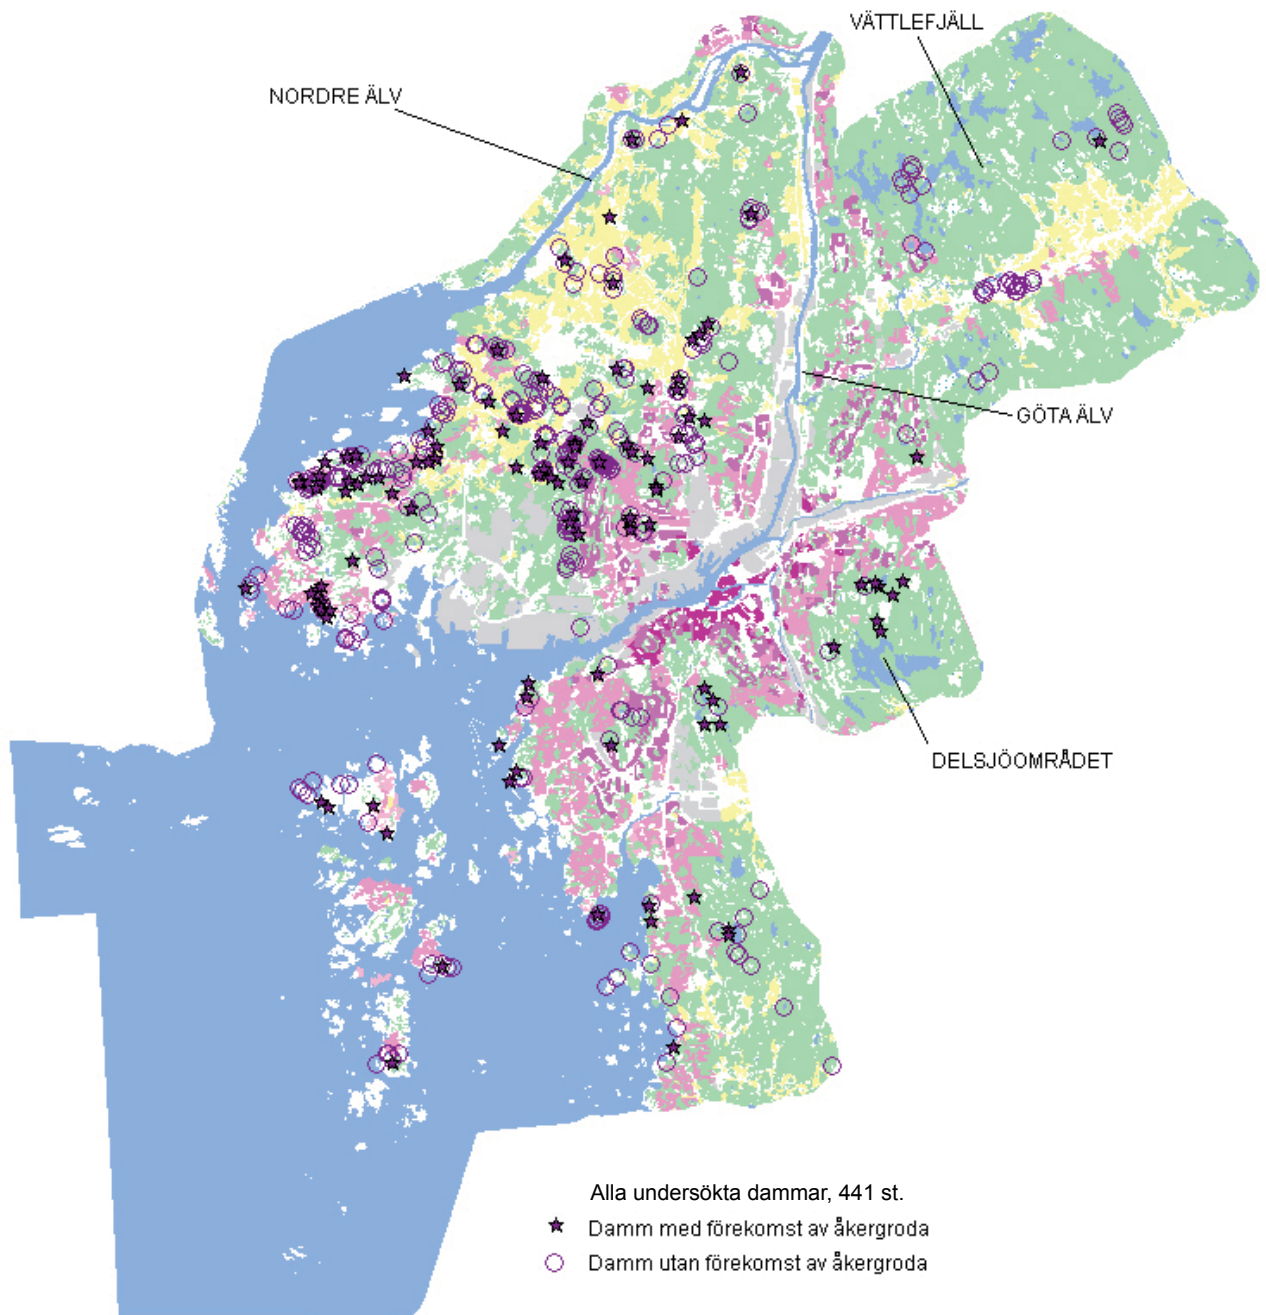 VÄTTLEFJÄLL
NORDRE ÄLV
GÖTA ÄLV
DELSJÖOMRÅDET
Alla undersökta dammar, 441 st.
Damm med förekomst av åkergroda
Damm utan förekomst av åkergroda